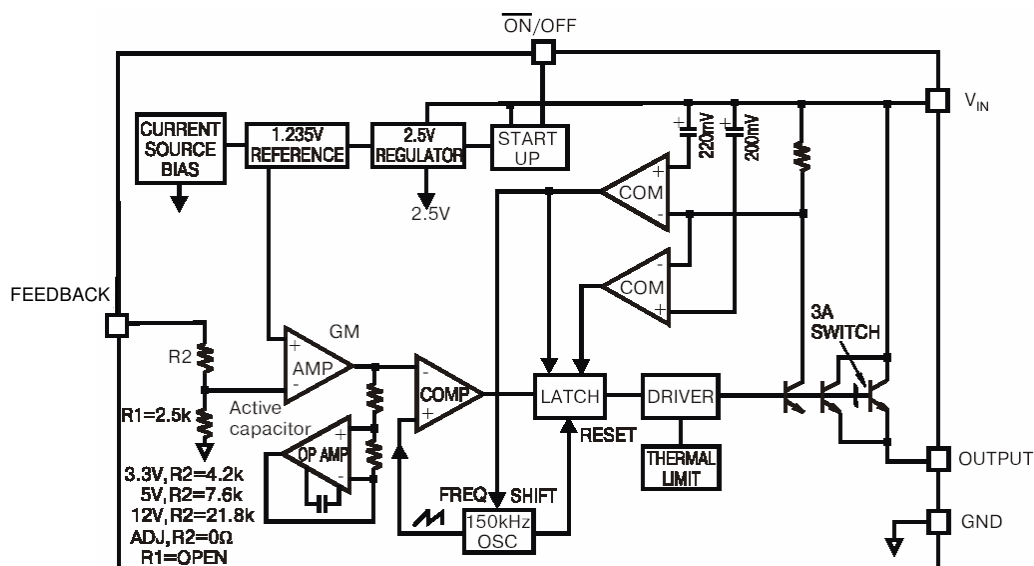 ON/OFF
VIN
CURRENT
SOURCE
BIAS
1.235V
REFERENCE
2.5V
REGULATOR
START
UP
2.5V
+
220mV
+
200mV
+
COM
-
-
COM
+
FEEDBACK
R2
R1=2.5k
3.3V,R2=4.2k
5V,R2=7.6k
12V,R2=21.8k
ADJ,R2=0Ω
R1=OPEN
GM
+
AMP
-
Active
capacitor
+
OP AMP
-
-
COMP
+
LATCH
RESET
DRIVER
THERMAL
LIMIT
3A
SWITCH
FREQ SHIFT
150kHz
OSC
OUTPUT
GND